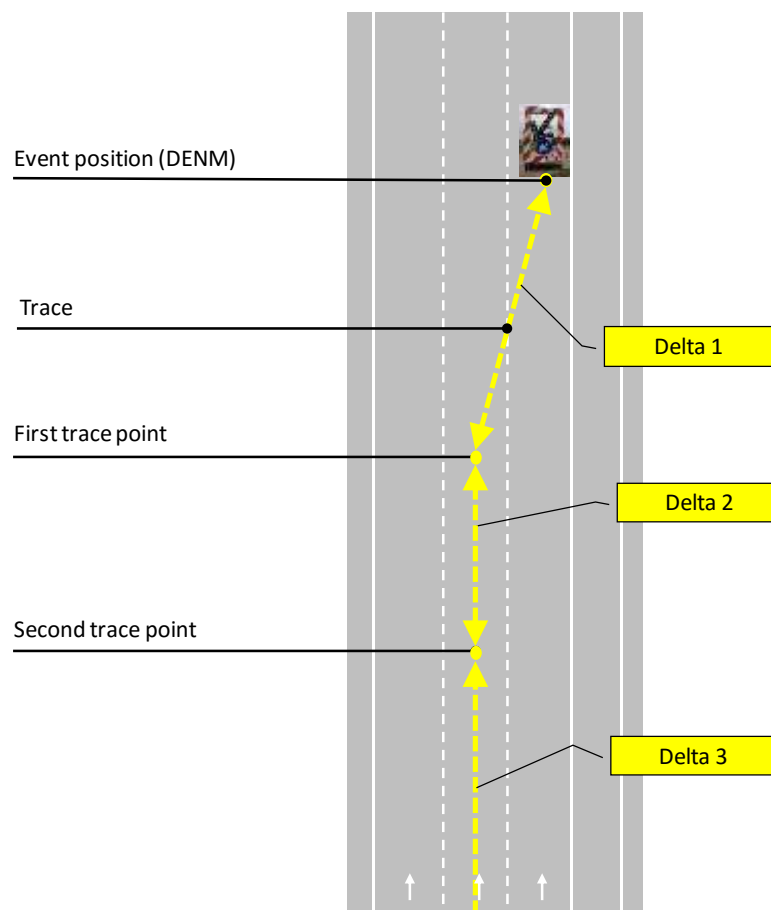 Event position (DENM)
Trace
Delta 1
First trace point
Delta 2
Second trace point
Delta 3